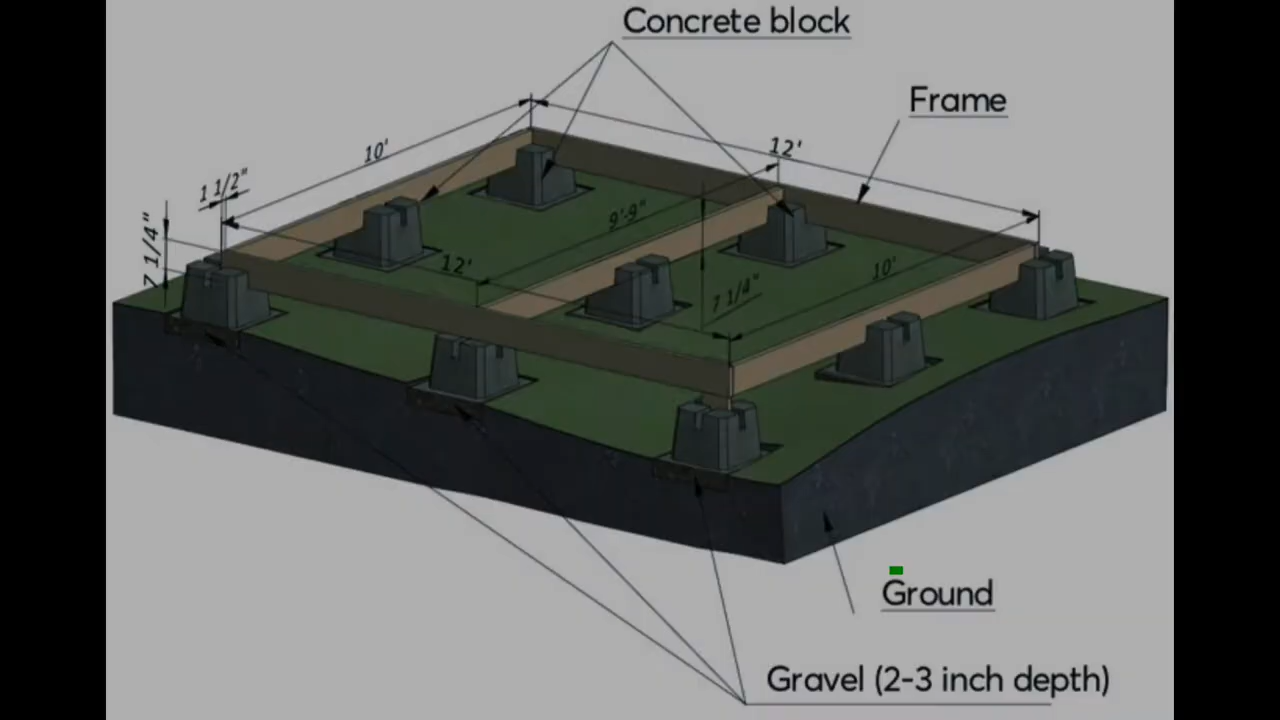 Concrete block
Frame
10'
12'
1 1/2"
9'-9"
7 1/4"
12'
10'
7 1/4"
Ground
Gravel (2-3 inch depth)